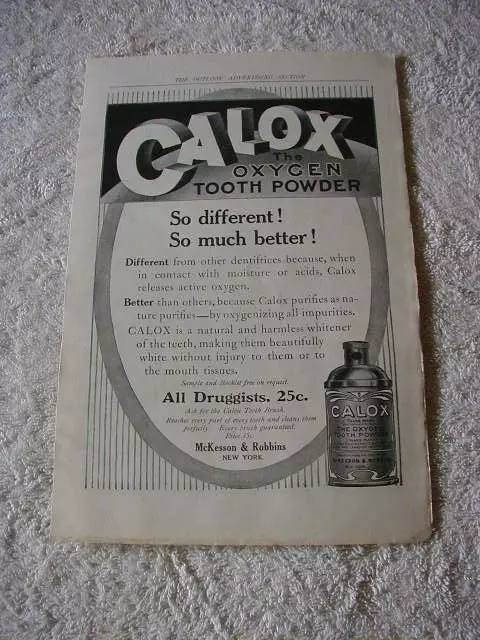 THE OUTLOOK ADVERTISING SECTION
CALOX
The
OXYGEN
TOOTH POWDER
So different!
So much better!
Different from other dentifrices because, when
in contact with moisture or acids, Calox
releases active oxygen.
Better than others, because Calox purifies as na-
ture purifies—by oxygenizing all impurities.
CALOX is a natural and harmless whitener
of the teeth, making them beautifully
white without injury to them or to
the mouth tissues.
Sample and Booklet free on request.
All Druggists, 25c.
Ask for the Calox Tooth Brush.
Reaches every part of every tooth and cleans them
perfectly. Every brush guaranteed.
Price 35c.
McKesson & Robbins
NEW YORK.
CALOX
THE OXYGEN
TOOTH POWDER
McKESSON & ROBBINS